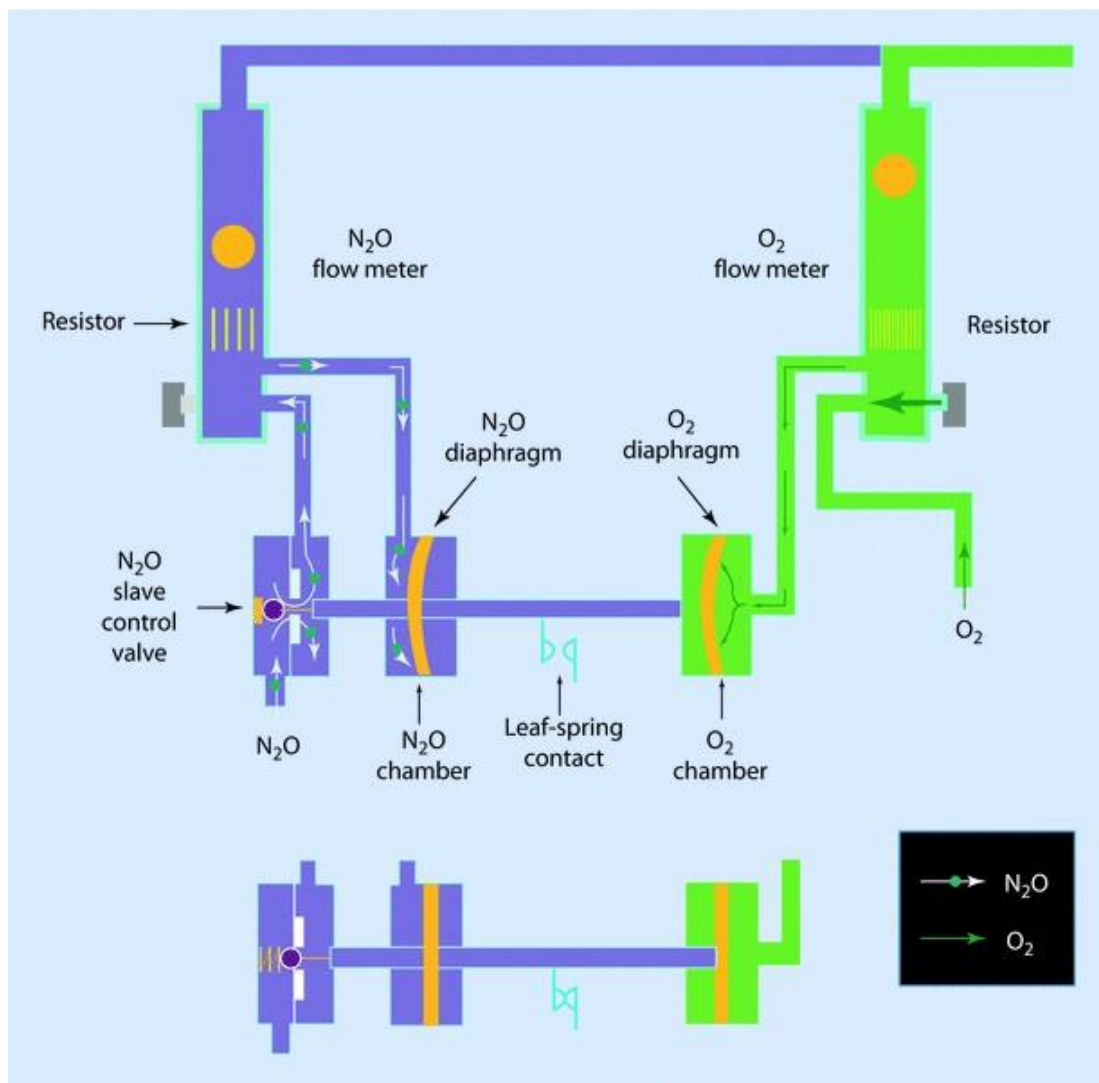 N₂O
flow meter
O₂
flow meter
Resistor
Resistor
N₂O
diaphragm
O₂
diaphragm
N₂O
slave
control
valve
O₂
N₂O
N₂O
chamber
Leaf-spring
contact
O₂
chamber
N₂O
O₂